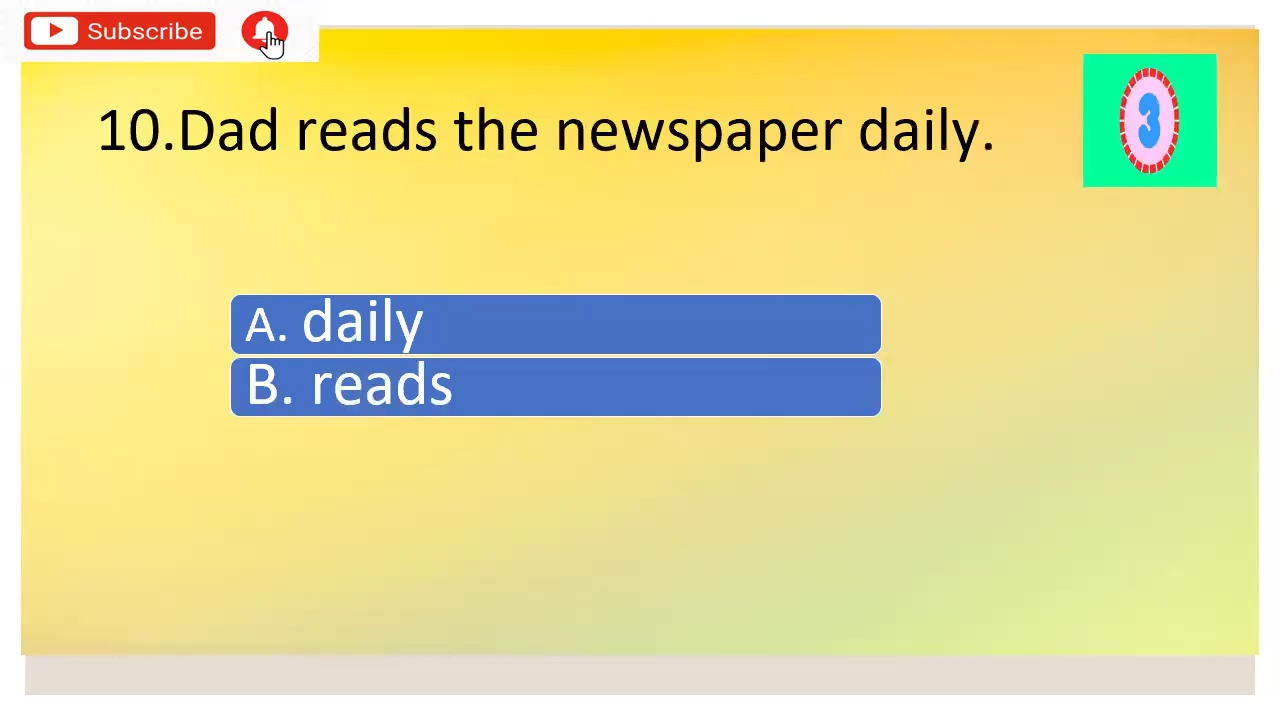 Subscribe
10.Dad reads the newspaper daily.
3
A. daily
B. reads